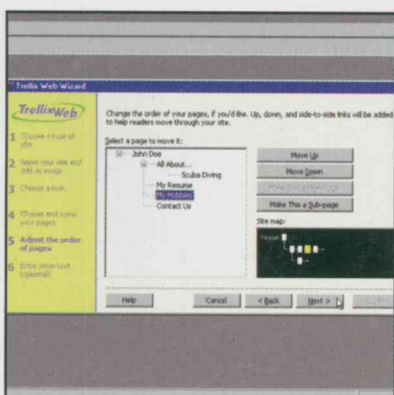 Trellix Web Wizard
TrellixWeb
1 Choose a type of
site
2 Name your site and
add an image
3 Choose a look
4 Choose and name
your pages
5 Adjust the order
of pages
6 Enter your text
(optional)
Change the order of your pages, if you'd like. Up, down, and side-to-side links will be added
to help readers move through your site.
Select a page to move it:
John Doe
All About...
Scuba Diving
My Resume
My Hobbies
Contact Us
Move Up
Move Down
Make This a Sub-page
Site map:
Home
Help
Cancel
< Back
Next >